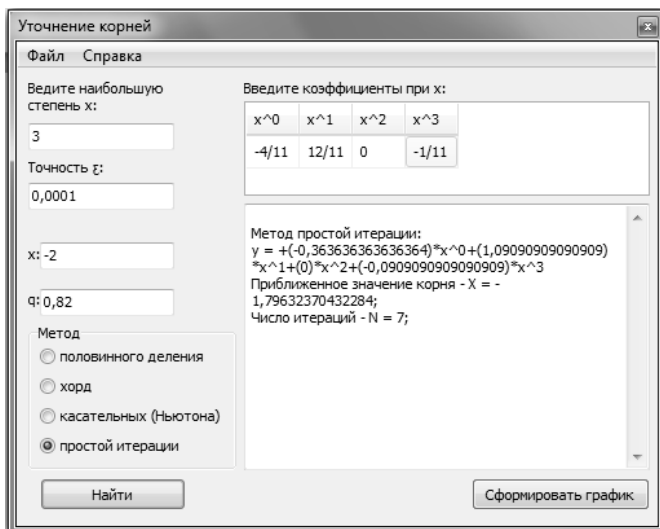 Уточнение корней
Файл Справка
Ведите наибольшую
степень x:
3
Точность ξ:
0,0001
x: -2
q: 0,82
Метод
половинного деления
хорд
касательных (Ньютона)
простой итерации
Найти
Введите коэффициенты при x:
x^0 x^1 x^2 x^3
-4/11 12/11 0 -1/11
Метод простой итерации:
y = +(-0,363636363636364)*x^0+(1,09090909090909)
*x^1+(0)*x^2+(-0,0909090909090909)*x^3
Приближенное значение корня - X = -
1,79632370432284;
Число итераций - N = 7;
Сформировать график